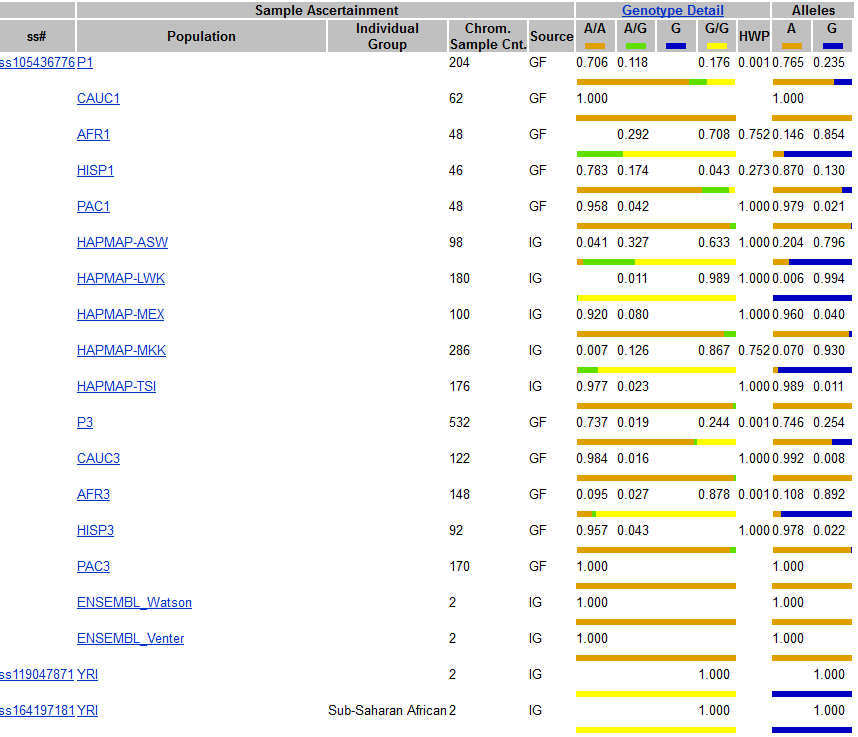 Sample Ascertainment Genotype Detail Alleles
ss# Population Individual Group Chrom. Sample Cnt. Source A/A A/G G G/G HWP A G
ss105436776 P1 204 GF 0.706 0.118 0.176 0.001 0.765 0.235
CAUC1 62 GF 1.000 1.000
AFR1 48 GF 0.292 0.708 0.752 0.146 0.854
HISP1 46 GF 0.783 0.174 0.043 0.273 0.870 0.130
PAC1 48 GF 0.958 0.042 1.000 0.979 0.021
HAPMAP-ASW 98 IG 0.041 0.327 0.633 1.000 0.204 0.796
HAPMAP-LWK 180 IG 0.011 0.989 1.000 0.006 0.994
HAPMAP-MEX 100 IG 0.920 0.080 1.000 0.960 0.040
HAPMAP-MKK 286 IG 0.007 0.126 0.867 0.752 0.070 0.930
HAPMAP-TSI 176 IG 0.977 0.023 1.000 0.989 0.011
P3 532 GF 0.737 0.019 0.244 0.001 0.746 0.254
CAUC3 122 GF 0.984 0.016 1.000 0.992 0.008
AFR3 148 GF 0.095 0.027 0.878 0.001 0.108 0.892
HISP3 92 GF 0.957 0.043 1.000 0.978 0.022
PAC3 170 GF 1.000 1.000
ENSEMBL_Watson 2 IG 1.000 1.000
ENSEMBL_Venter 2 IG 1.000 1.000
ss119047871 YRI 2 IG 1.000 1.000
ss164197181 YRI Sub-Saharan African 2 IG 1.000 1.000